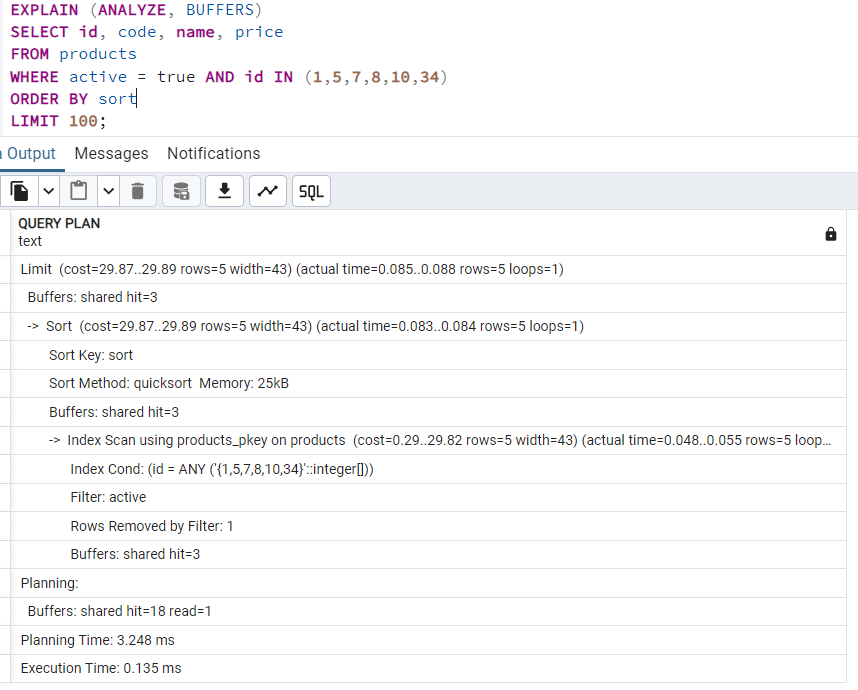 EXPLAIN (ANALYZE, BUFFERS)
SELECT id, code, name, price
FROM products
WHERE active = true AND id IN (1,5,7,8,10,34)
ORDER BY sort
LIMIT 100;
Output Messages Notifications
SQL
QUERY PLAN
text
Limit (cost=29.87..29.89 rows=5 width=43) (actual time=0.085..0.088 rows=5 loops=1)
Buffers: shared hit=3
-> Sort (cost=29.87..29.89 rows=5 width=43) (actual time=0.083..0.084 rows=5 loops=1)
Sort Key: sort
Sort Method: quicksort Memory: 25kB
Buffers: shared hit=3
-> Index Scan using products_pkey on products (cost=0.29..29.82 rows=5 width=43) (actual time=0.048..0.055 rows=5 loop...
Index Cond: (id = ANY ('{1,5,7,8,10,34}'::integer[]))
Filter: active
Rows Removed by Filter: 1
Buffers: shared hit=3
Planning:
Buffers: shared hit=18 read=1
Planning Time: 3.248 ms
Execution Time: 0.135 ms